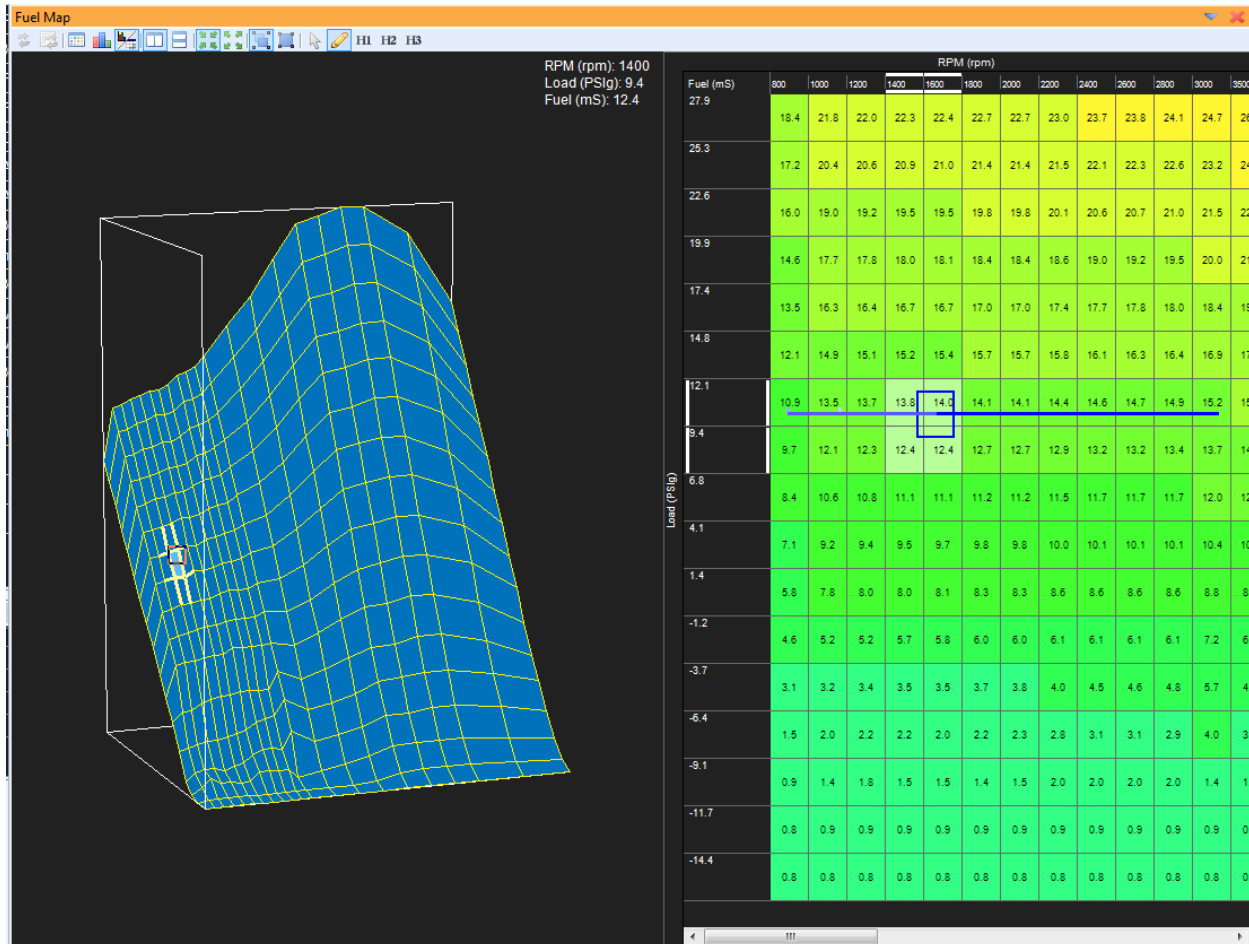 Fuel Map
H1 H2 H3
RPM (rpm): 1400
Load (PSIg): 9.4
Fuel (mS): 12.4
RPM (rpm)
Fuel (mS) 800 1000 1200 1400 1600 1800 2000 2200 2400 2600 2800 3000 3500
27.9 18.4 21.8 22.0 22.3 22.4 22.7 22.7 23.0 23.7 23.8 24.1 24.7
25.3 17.2 20.4 20.6 20.9 21.0 21.4 21.4 21.5 22.1 22.3 22.6 23.2
22.6 16.0 19.0 19.2 19.5 19.5 19.8 19.8 20.1 20.6 20.7 21.0 21.5
19.9 14.6 17.7 17.8 18.0 18.1 18.4 18.4 18.6 19.0 19.2 19.5 20.0
17.4 13.5 16.3 16.4 16.7 16.7 17.0 17.0 17.4 17.7 17.8 18.0 18.4
14.8 12.1 14.9 15.1 15.2 15.4 15.7 15.7 15.8 16.1 16.3 16.4 16.9
12.1 10.9 13.5 13.7 13.8 14.0 14.1 14.1 14.4 14.6 14.7 14.9 15.2
9.4 9.7 12.1 12.3 12.4 12.4 12.7 12.7 12.9 13.2 13.2 13.4 13.7
Load (PSIg)
6.8 8.4 10.6 10.8 11.1 11.1 11.2 11.2 11.5 11.7 11.7 11.7 12.0
4.1 7.1 9.2 9.4 9.5 9.7 9.8 9.8 10.0 10.1 10.1 10.1 10.4
1.4 5.8 7.8 8.0 8.0 8.1 8.3 8.3 8.6 8.6 8.6 8.6 8.8
-1.2 4.6 5.2 5.2 5.7 5.8 6.0 6.0 6.1 6.1 6.1 6.1 7.2
-3.7 3.1 3.2 3.4 3.5 3.5 3.7 3.8 4.0 4.5 4.6 4.8 5.7
-6.4 1.5 2.0 2.2 2.2 2.0 2.2 2.3 2.8 3.1 3.1 2.9 4.0
-9.1 0.9 1.4 1.8 1.5 1.5 1.4 1.5 2.0 2.0 2.0 2.0 1.4
-11.7 0.8 0.9 0.9 0.9 0.9 0.9 0.9 0.9 0.9 0.9 0.9 0.9
-14.4 0.8 0.8 0.8 0.8 0.8 0.8 0.8 0.8 0.8 0.8 0.8 0.8